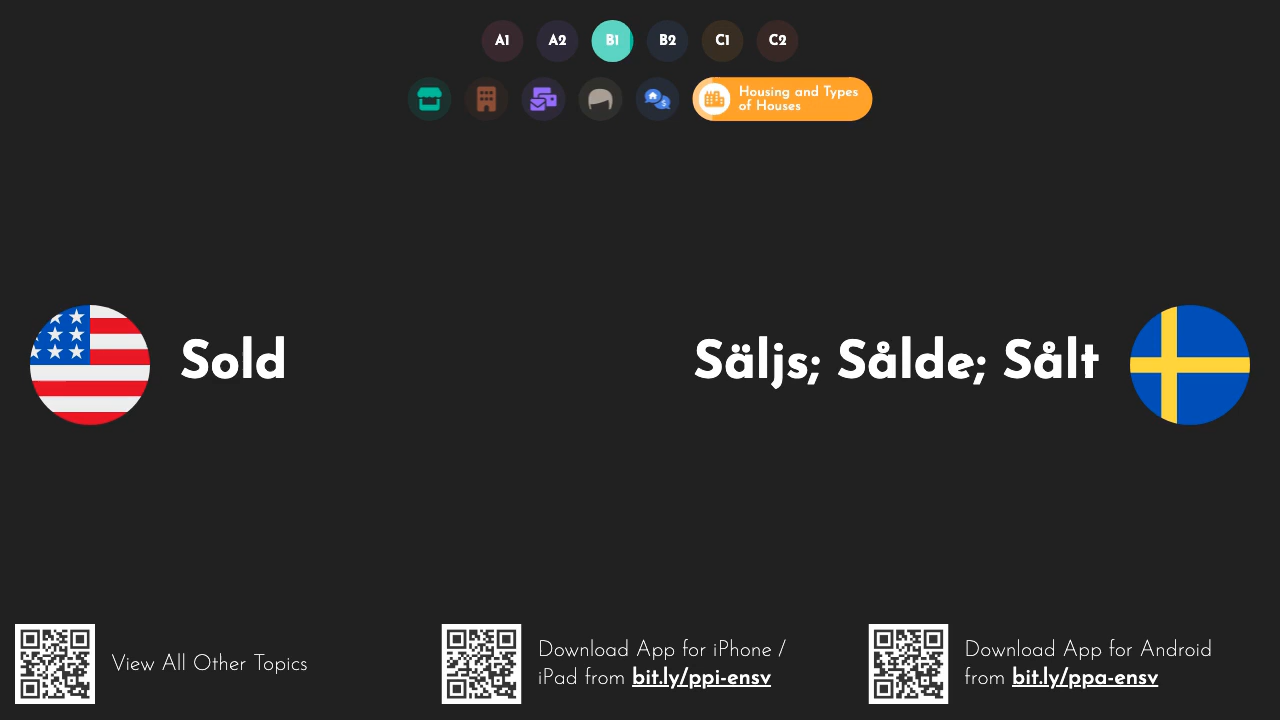 A1 A2 B1 B2 C1 C2
Housing and Types
of Houses
Sold
Säljs; Sålde; Sålt
View All Other Topics
Download App for iPhone /
iPad from bit.ly/ppi-ensv
Download App for Android
from bit.ly/ppa-ensv